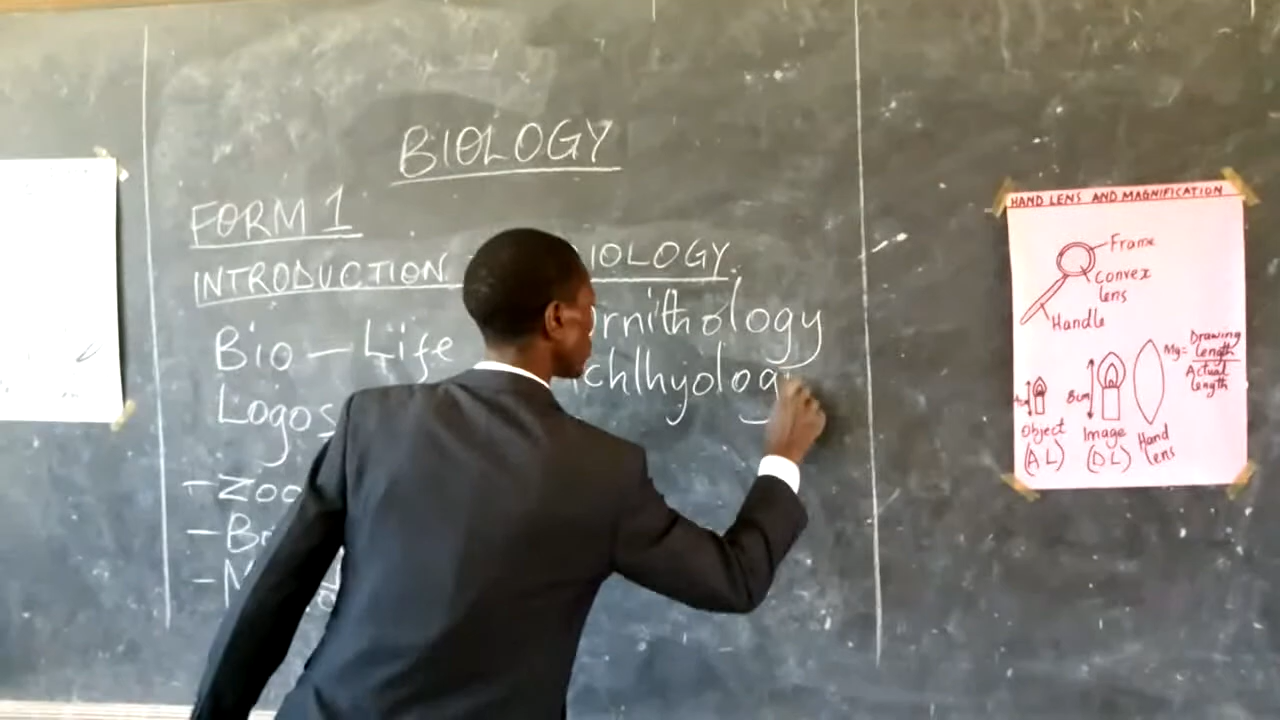 BIOLOGY
FORM 1
INTRODUCTION BIOLOGY
Bio - Life
Logos
- Zoo
- B
- M
rnithology
chlhyolog
HAND LENS AND MAGNIFICATION
Frame
Convex
lens
Handle
Mg = Drawing
length
Actual
length
8cm
Object
(A L)
Image
(D L)
Hand
lens